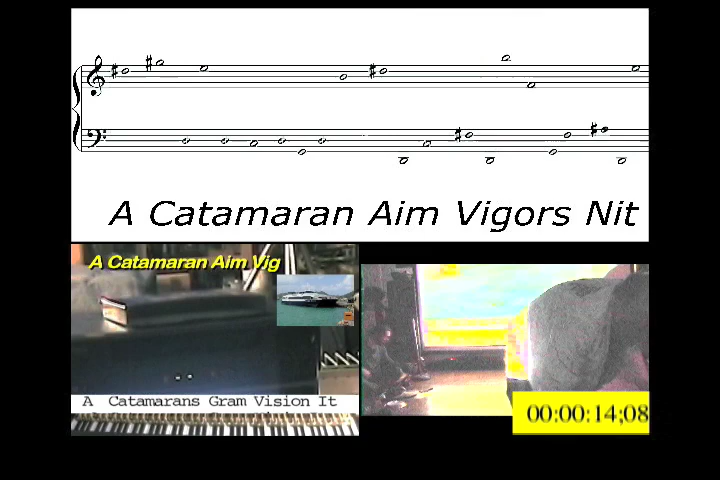 A Catamaran Aim Vigors Nit
A Catamaran Aim Vig
A Catamarans Gram Vision It
00:00:14;08